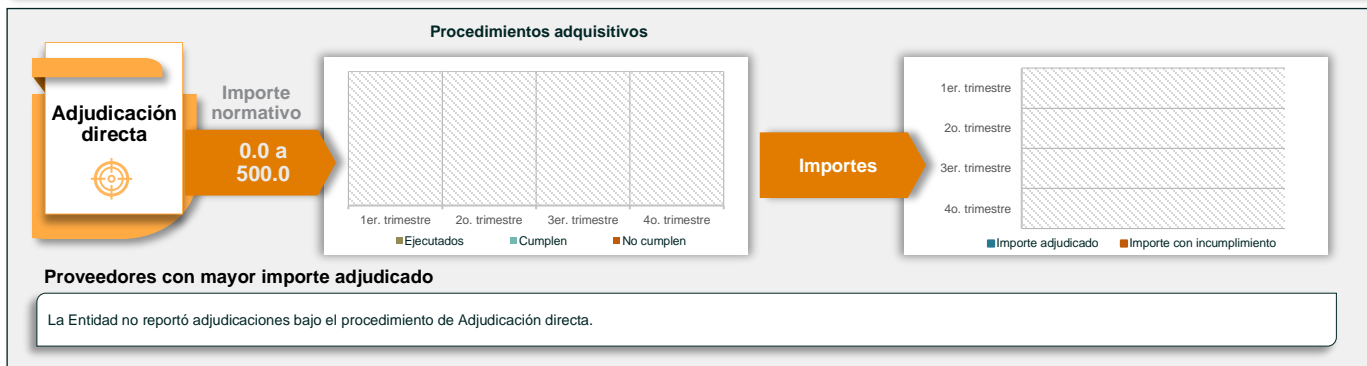 Procedimientos adquisitivos
Adjudicación
directa
Importe
normativo
0.0 a
500.0
1er. trimestre 2o. trimestre 3er. trimestre 4o. trimestre
Ejecutados Cumplen No cumplen
Importes
1er. trimestre
2o. trimestre
3er. trimestre
4o. trimestre
Importe adjudicado Importe con incumplimiento
Proveedores con mayor importe adjudicado
La Entidad no reportó adjudicaciones bajo el procedimiento de Adjudicación directa.